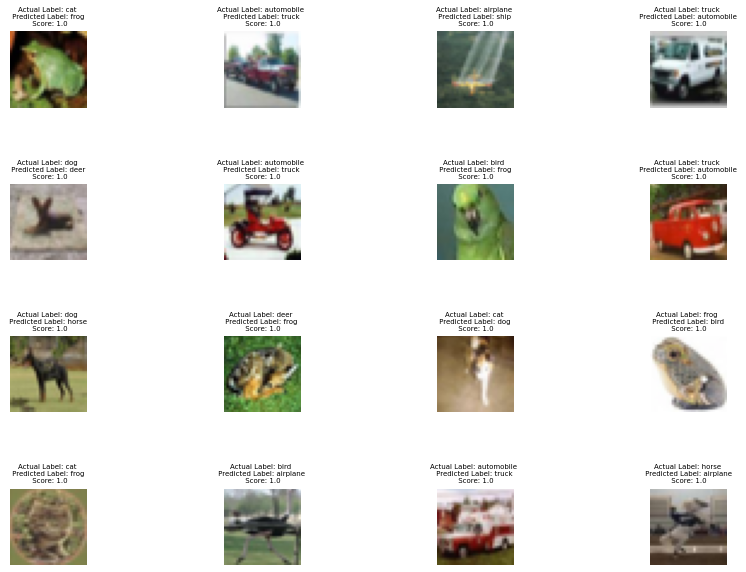 Actual Label: cat
Predicted Label: frog
Score: 1.0
Actual Label: automobile
Predicted Label: truck
Score: 1.0
Actual Label: airplane
Predicted Label: ship
Score: 1.0
Actual Label: truck
Predicted Label: automobile
Score: 1.0
Actual Label: dog
Predicted Label: deer
Score: 1.0
Actual Label: automobile
Predicted Label: truck
Score: 1.0
Actual Label: bird
Predicted Label: frog
Score: 1.0
Actual Label: truck
Predicted Label: automobile
Score: 1.0
Actual Label: dog
Predicted Label: horse
Score: 1.0
Actual Label: deer
Predicted Label: frog
Score: 1.0
Actual Label: cat
Predicted Label: dog
Score: 1.0
Actual Label: frog
Predicted Label: bird
Score: 1.0
Actual Label: cat
Predicted Label: frog
Score: 1.0
Actual Label: bird
Predicted Label: airplane
Score: 1.0
Actual Label: automobile
Predicted Label: truck
Score: 1.0
Actual Label: horse
Predicted Label: airplane
Score: 1.0